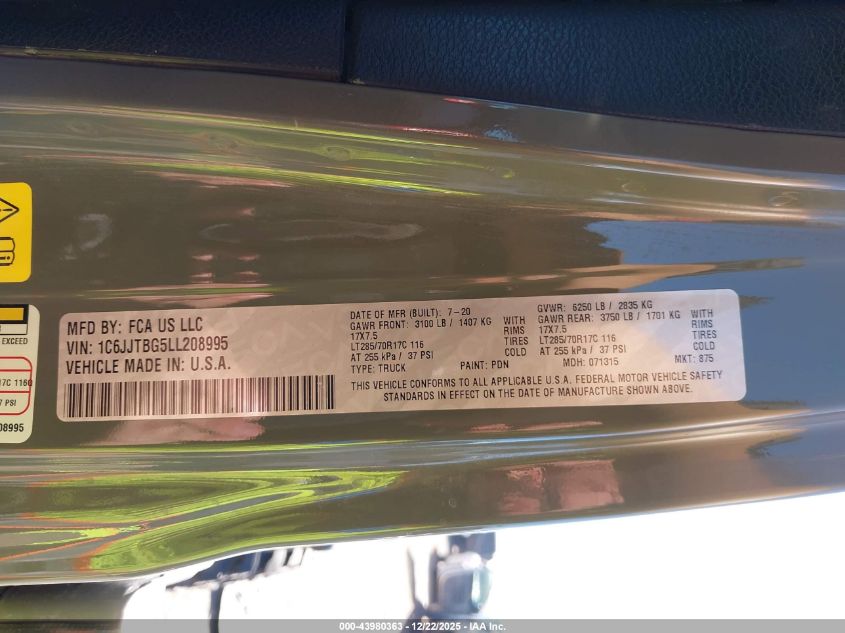 MFD BY: FCA US LLC
VIN: 1C6JJTBG5LL208995
VEHICLE MADE IN: U.S.A.
DATE OF MFR (BUILT): 7-20
GAWR FRONT: 3100 LB / 1407 KG WITH
17X7.5 RIMS
LT285/70R17C 116 TIRES
AT 255 kPa / 37 PSI COLD
TYPE: TRUCK PAINT: PDN
GVWR: 6250 LB / 2835 KG
GAWR REAR: 3750 LB / 1701 KG WITH
17X7.5 RIMS
LT285/70R17C 116 TIRES
AT 255 kPa / 37 PSI COLD
MDH: 071315 MKT: 875
THIS VEHICLE CONFORMS TO ALL APPLICABLE U.S.A. FEDERAL MOTOR VEHICLE SAFETY
STANDARDS IN EFFECT ON THE DATE OF MANUFACTURE SHOWN ABOVE.
EXCEED
17C 116Q
7 PSI
08995
000-43980363 - 12/22/2025 - IAA Inc.